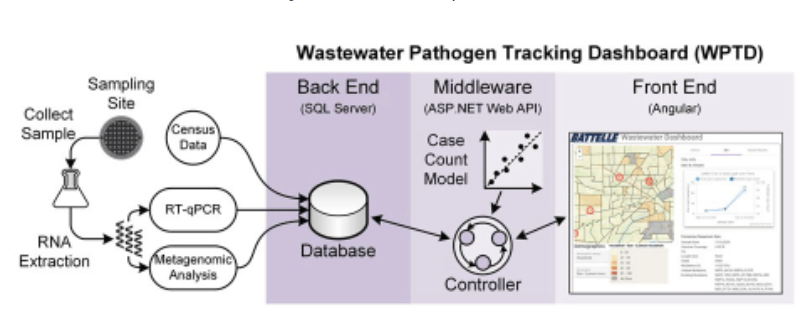 Wastewater Pathogen Tracking Dashboard (WPTD)
Sampling
Site
Collect
Sample
RNA
Extraction
Census
Data
RT-qPCR
Metagenomic
Analysis
Back End
(SQL Server)
Database
Middleware
(ASP.NET Web API)
Case
Count
Model
Controller
Front End
(Angular)
BATTELLE Wastewater Dashboard